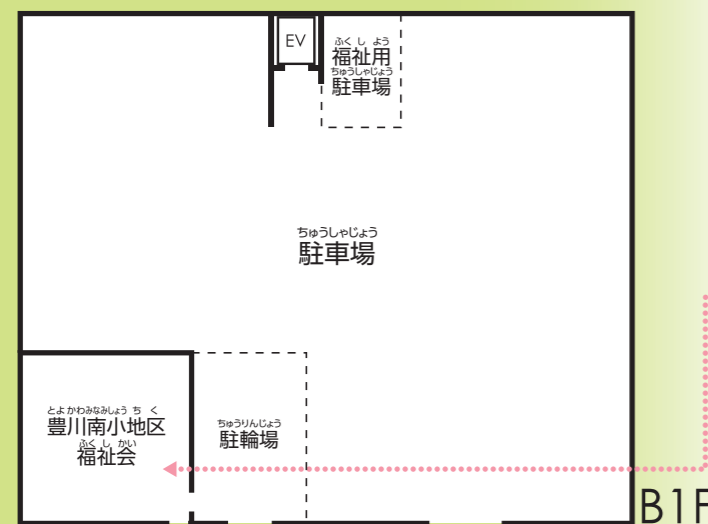 EV
ふくしよう
福祉用
ちゅうしゃじょう
駐車場
ちゅうしゃじょう
駐車場
とよかわみなみしょうちく
豊川南小地区
ふくしかい
福祉会
ちゅうりんじょう
駐輪場
B1F